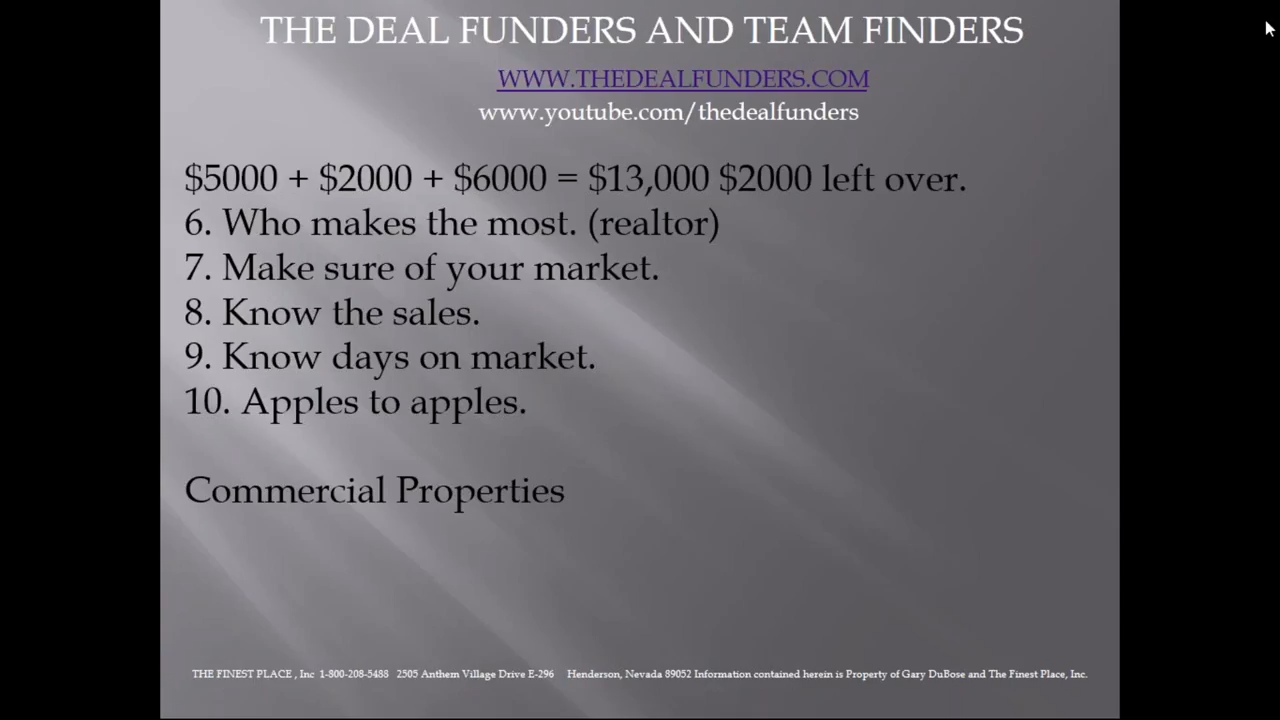 THE DEAL FUNDERS AND TEAM FINDERS
WWW.THEDEALFUNDERS.COM
www.youtube.com/thedealfunders
$5000 + $2000 + $6000 = $13,000 $2000 left over.
6. Who makes the most. (realtor)
7. Make sure of your market.
8. Know the sales.
9. Know days on market.
10. Apples to apples.
Commercial Properties
THE FINEST PLACE , Inc 1-800-208-5488 2505 Anthem Village Drive E-296 Henderson, Nevada 89052 Information contained herein is Property of Gary DuBose and The Finest Place, Inc.